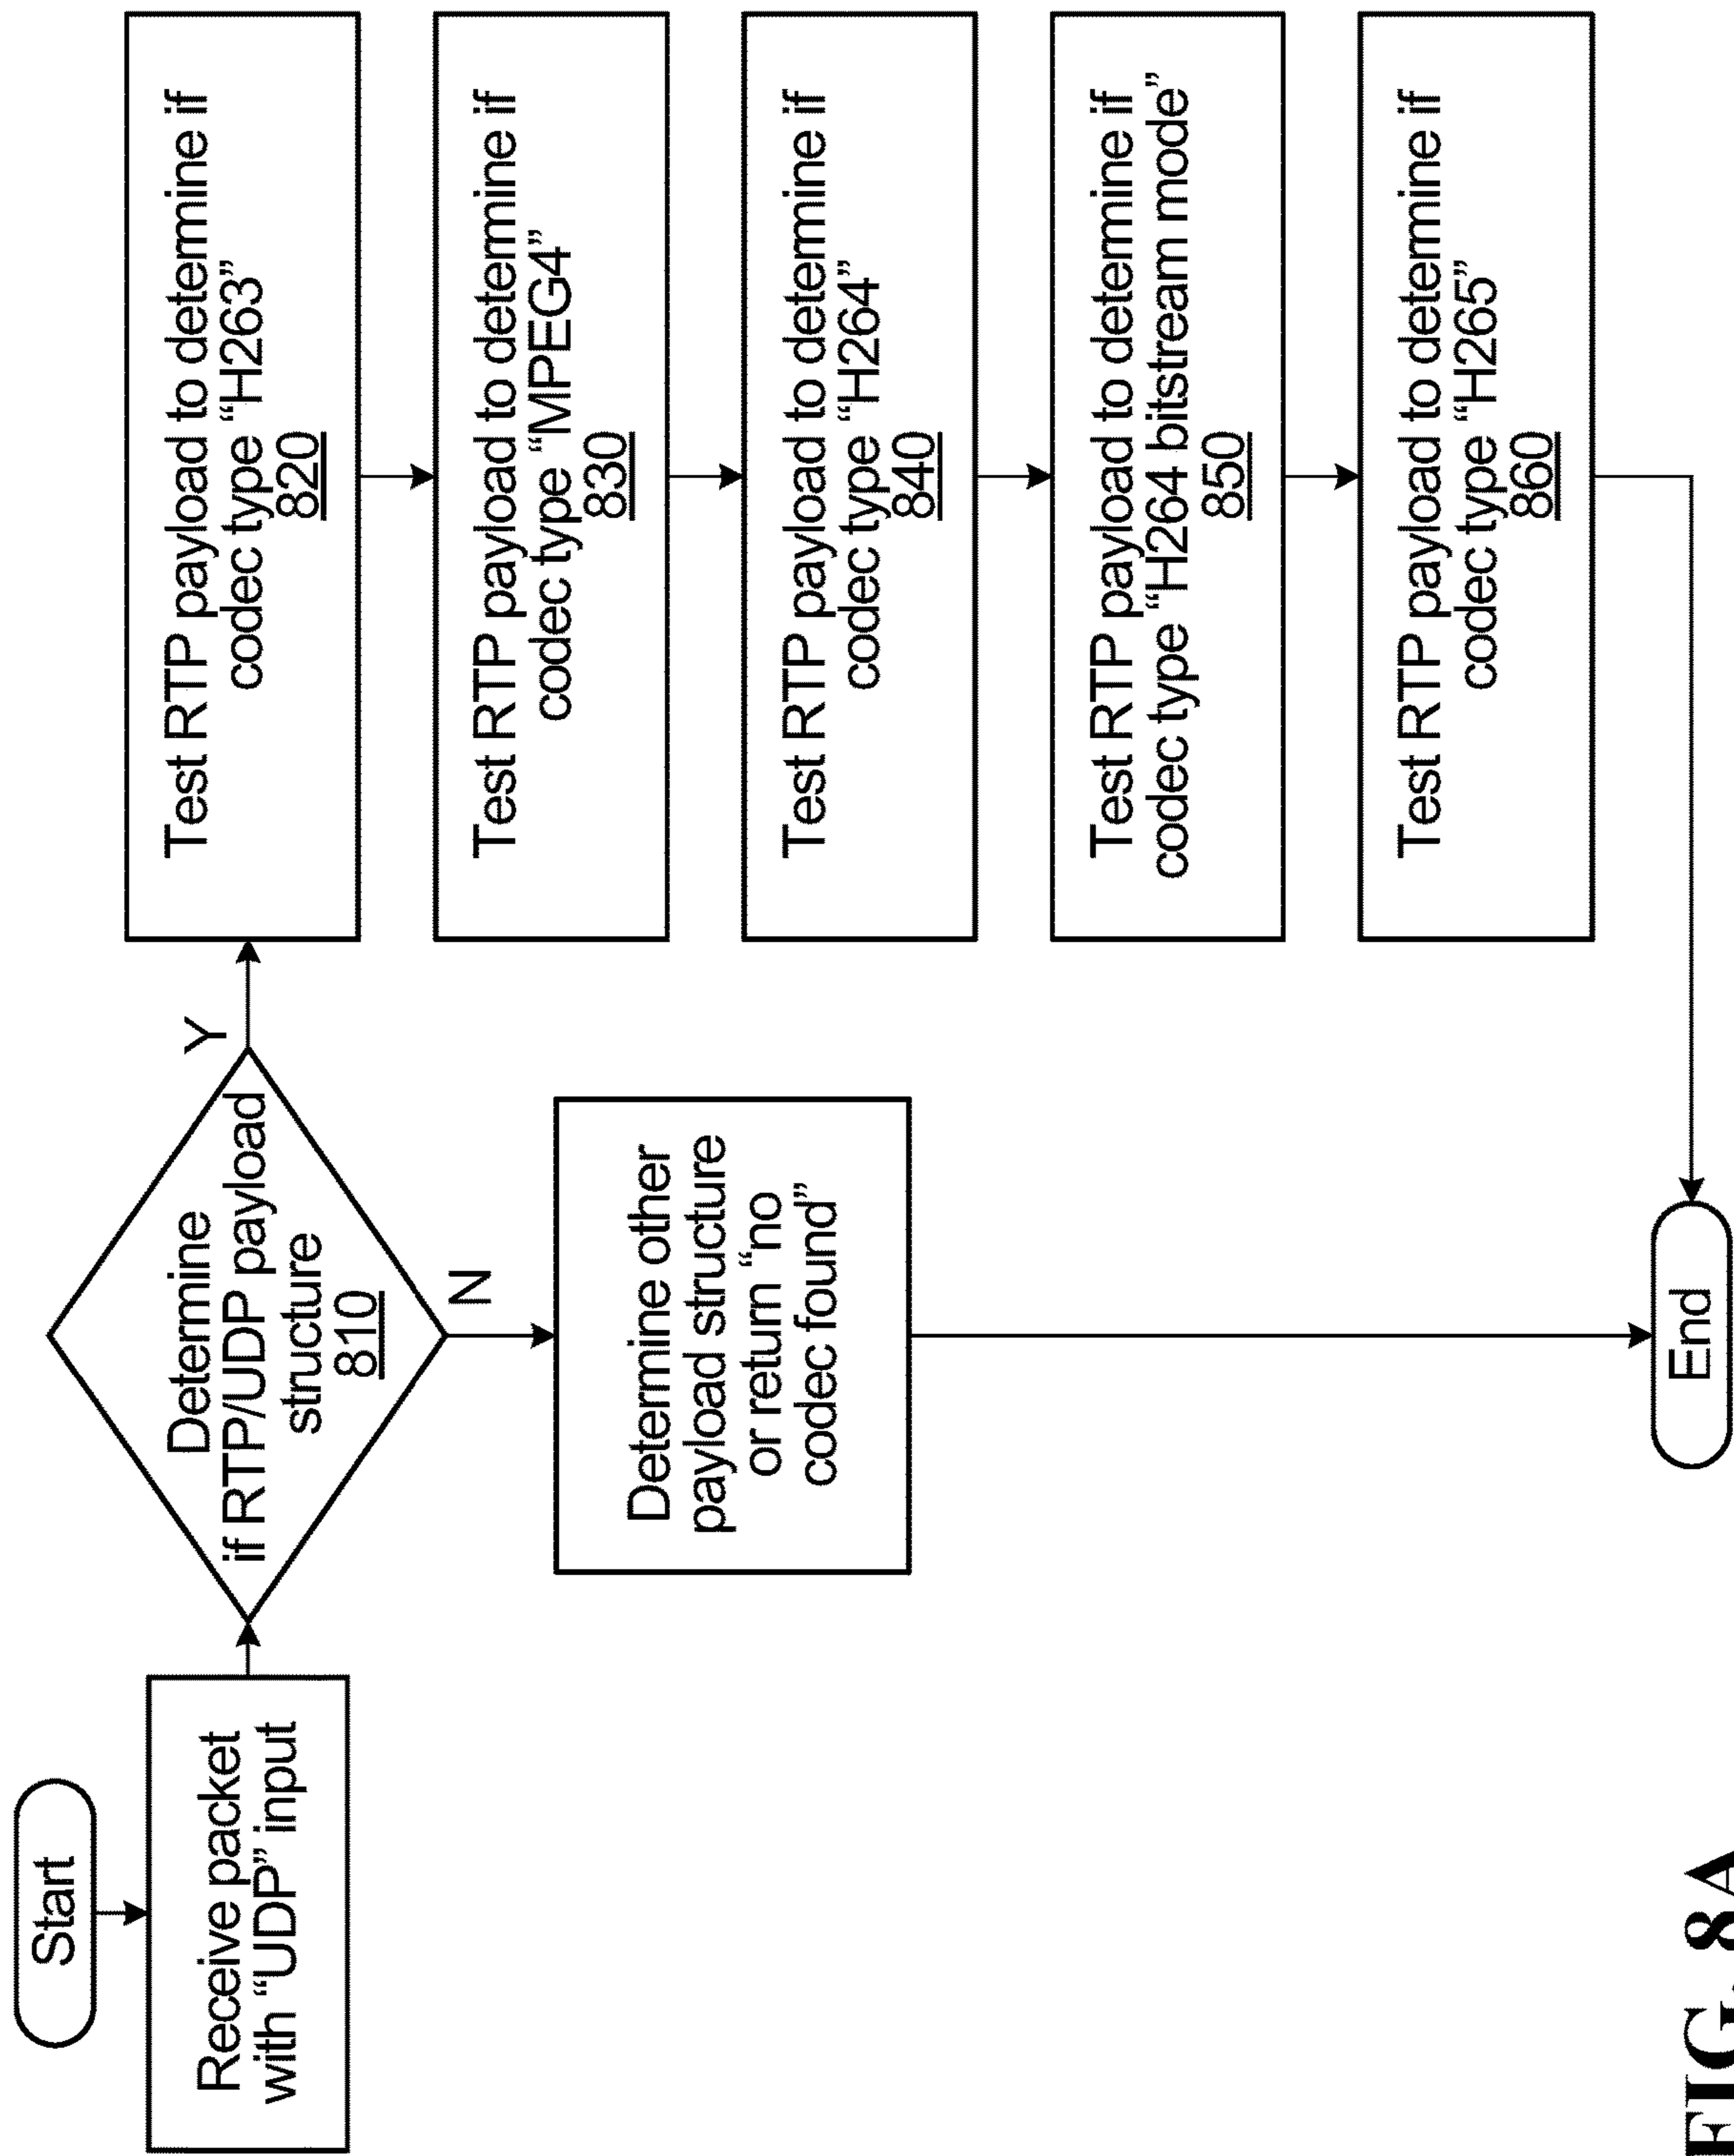 Start
Receive packet
with “UDP” input
Determine
if RTP/UDP payload
structure
810
Y
N
Determine other
payload structure
or return “no
codec found”
Test RTP payload to determine if
codec type “H263”
820
Test RTP payload to determine if
codec type “MPEG4”
830
Test RTP payload to determine if
codec type “H264”
840
Test RTP payload to determine if
codec type “H264 bitstream mode”
850
Test RTP payload to determine if
codec type “H265”
860
End
FIG. 8A